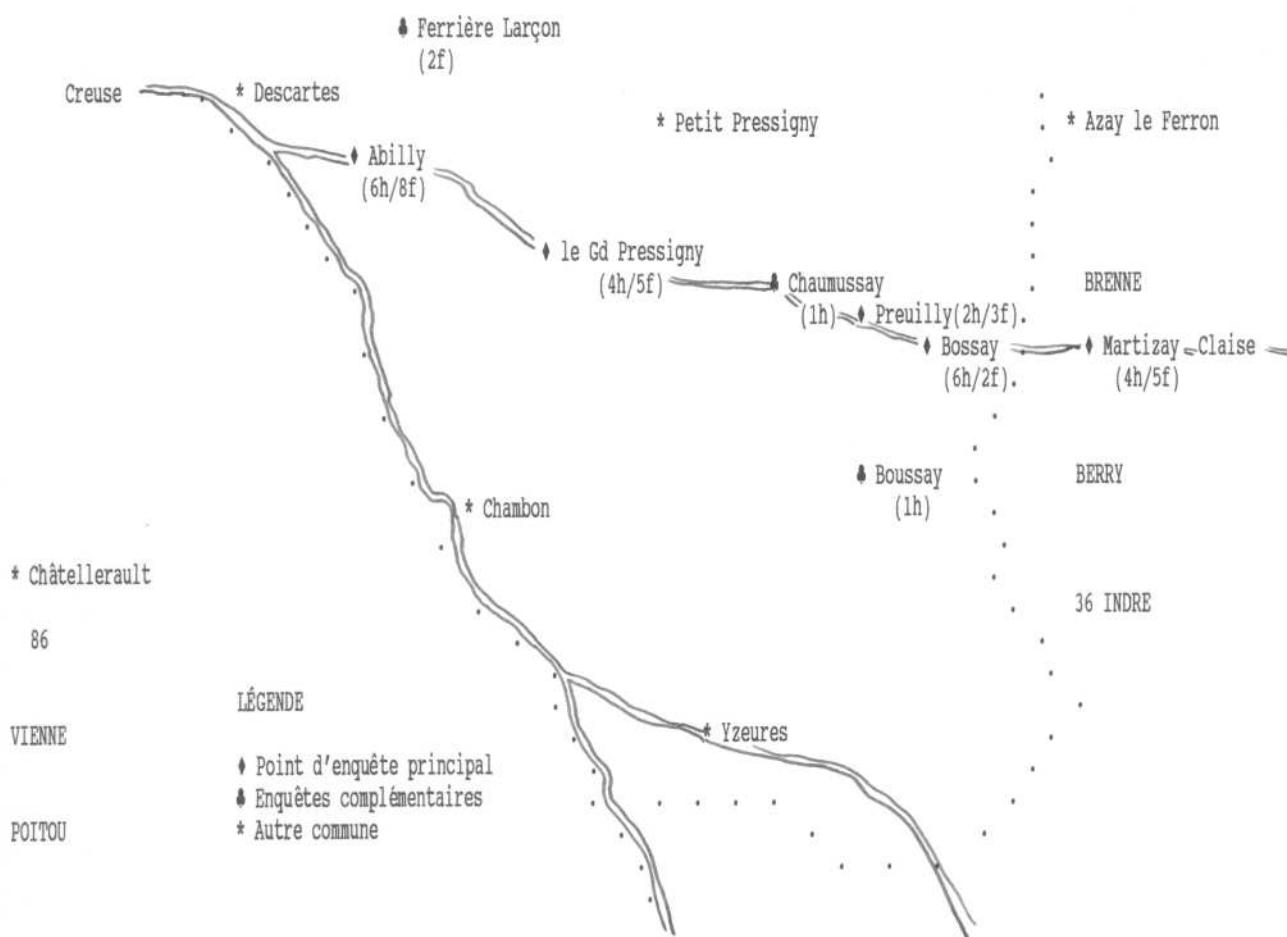 Ferrière Larçon
(2f)
Creuse
* Descartes
* Petit Pressigny
* Azay le Ferron
Abilly
(6h/8f)
le Gd Pressigny
(4h/5f)
Chaumussay
(1h)
BRENNE
Preuilly(2h/3f)
Bossay
(6h/2f)
Martizay
Claise
(4h/5f)
Boussay
(1h)
BERRY
* Chambon
* Châtellerault
36 INDRE
86
LÉGENDE
VIENNE
* Yzeures
♦ Point d'enquête principal
♣ Enquêtes complémentaires
* Autre commune
POITOU